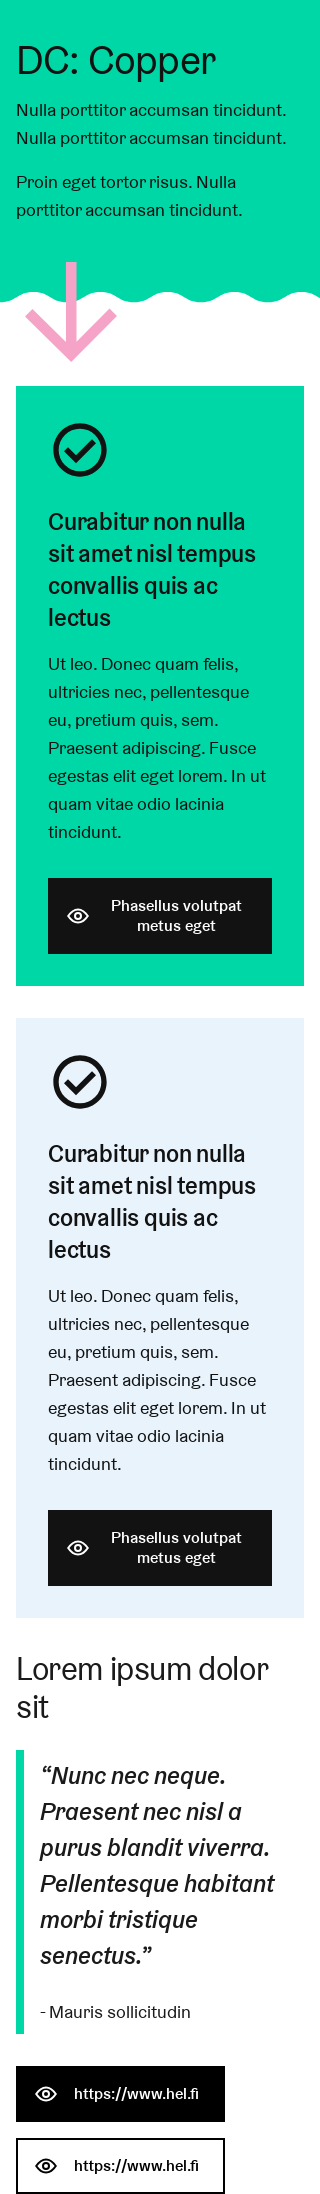 DC: Copper
Nulla porttitor accumsan tincidunt.
Nulla porttitor accumsan tincidunt.
Proin eget tortor risus. Nulla
porttitor accumsan tincidunt.
Curabitur non nulla
sit amet nisl tempus
convallis quis ac
lectus
Ut leo. Donec quam felis,
ultricies nec, pellentesque
eu, pretium quis, sem.
Praesent adipiscing. Fusce
egestas elit eget lorem. In ut
quam vitae odio lacinia
tincidunt.
Phasellus volutpat
metus eget
Curabitur non nulla
sit amet nisl tempus
convallis quis ac
lectus
Ut leo. Donec quam felis,
ultricies nec, pellentesque
eu, pretium quis, sem.
Praesent adipiscing. Fusce
egestas elit eget lorem. In ut
quam vitae odio lacinia
tincidunt.
Phasellus volutpat
metus eget
Lorem ipsum dolor
sit
“Nunc nec neque.
Praesent nec nisl a
purus blandit viverra.
Pellentesque habitant
morbi tristique
senectus.”
- Mauris sollicitudin
https://www.hel.fi
https://www.hel.fi